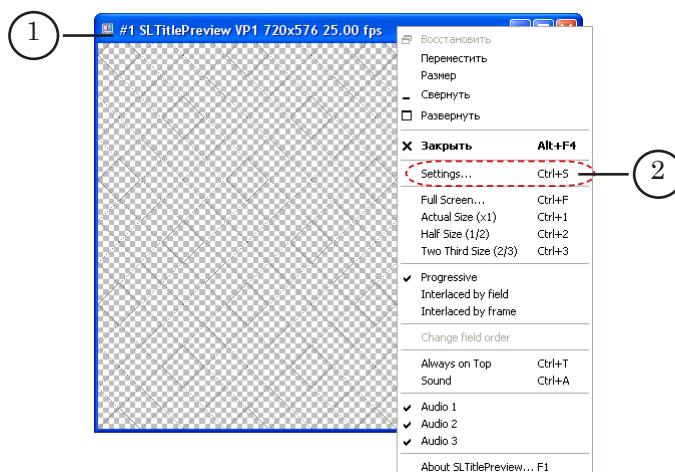 1
#1 SLTitlePreview VP1 720x576 25.00 fps
Восстановить
Переместить
Размер
Свернуть
Развернуть
Закрыть Alt+F4
Settings... Ctrl+S
2
Full Screen... Ctrl+F
Actual Size (x1) Ctrl+1
Half Size (1/2) Ctrl+2
Two Third Size (2/3) Ctrl+3
Progressive
Interlaced by field
Interlaced by frame
Change field order
Always on Top Ctrl+T
Sound Ctrl+A
Audio 1
Audio 2
Audio 3
About SLTitlePreview... F1